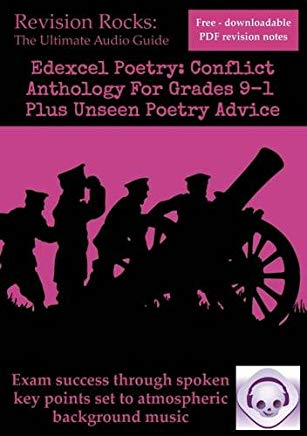 Revision Rocks:
The Ultimate Audio Guide
Free - downloadable
PDF revision notes
Edexcel Poetry: Conflict
Anthology For Grades 9-1
Plus Unseen Poetry Advice
Exam success through spoken
key points set to atmospheric
background music